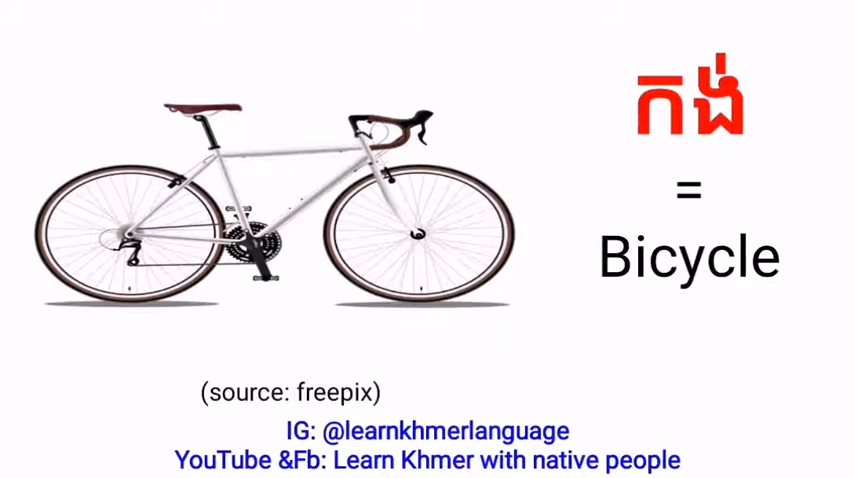 កង់
=
Bicycle
(source: freepix)
IG: @learnkhmerlanguage
YouTube &Fb: Learn Khmer with native people